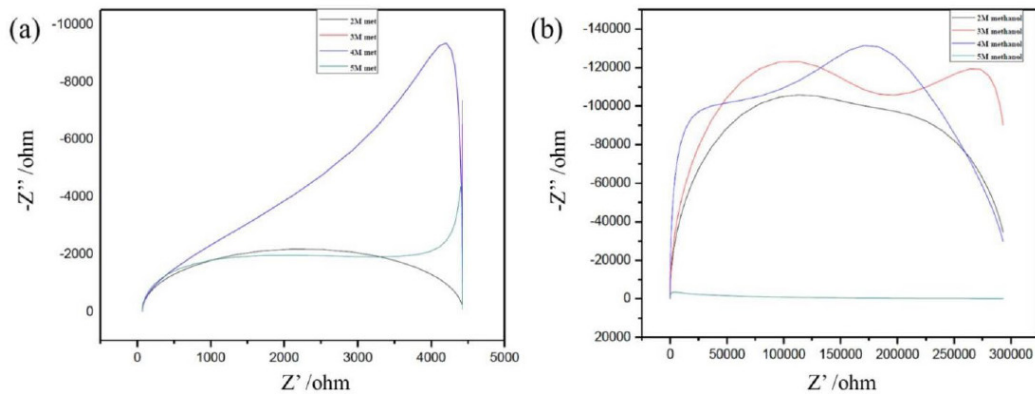 (a)
-10000
-8000
-6000
-4000
-2000
0
-Z” /ohm
2M met
3M met
4M met
5M met
0 1000 2000 3000 4000 5000
Z’ /ohm
(b)
-140000
-120000
-100000
-80000
-60000
-40000
-20000
0
20000
-Z” /ohm
2M methanol
3M methanol
4M methanol
5M methanol
0 50000 100000 150000 200000 250000 300000
Z’ /ohm